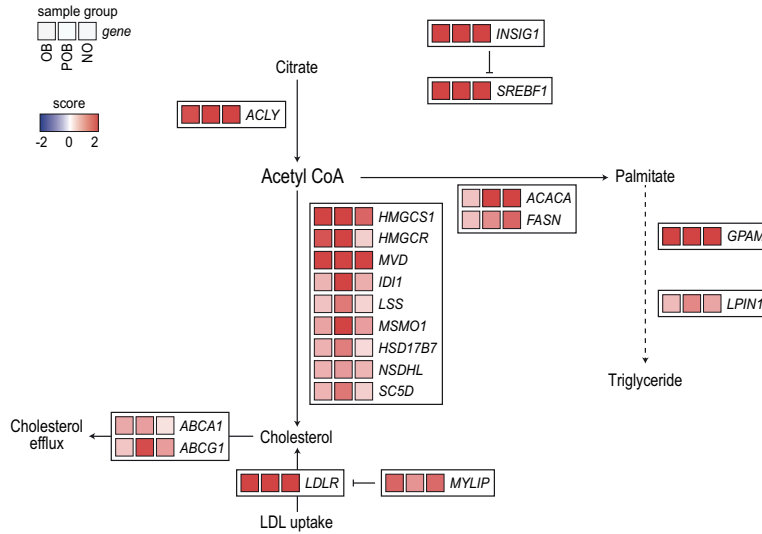 sample group
gene
OB
POB
NO
score
-2
0
2
INSIG1
SREBF1
Citrate
ACLY
Acetyl CoA
Palmitate
ACACA
FASN
HMGCS1
HMGCR
MVD
IDI1
LSS
MSMO1
HSD17B7
NSDHL
SC5D
GPAM
LPIN1
Triglyceride
Cholesterol
efflux
ABCA1
ABCG1
Cholesterol
LDLR
MYLIP
LDL uptake